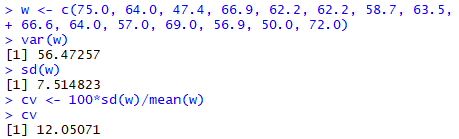 > w <- c(75.0, 64.0, 47.4, 66.9, 62.2, 62.2, 58.7, 63.5,
+ 66.6, 64.0, 57.0, 69.0, 56.9, 50.0, 72.0)
> var(w)
[1] 56.47257
> sd(w)
[1] 7.514823
> cv <- 100*sd(w)/mean(w)
> cv
[1] 12.05071